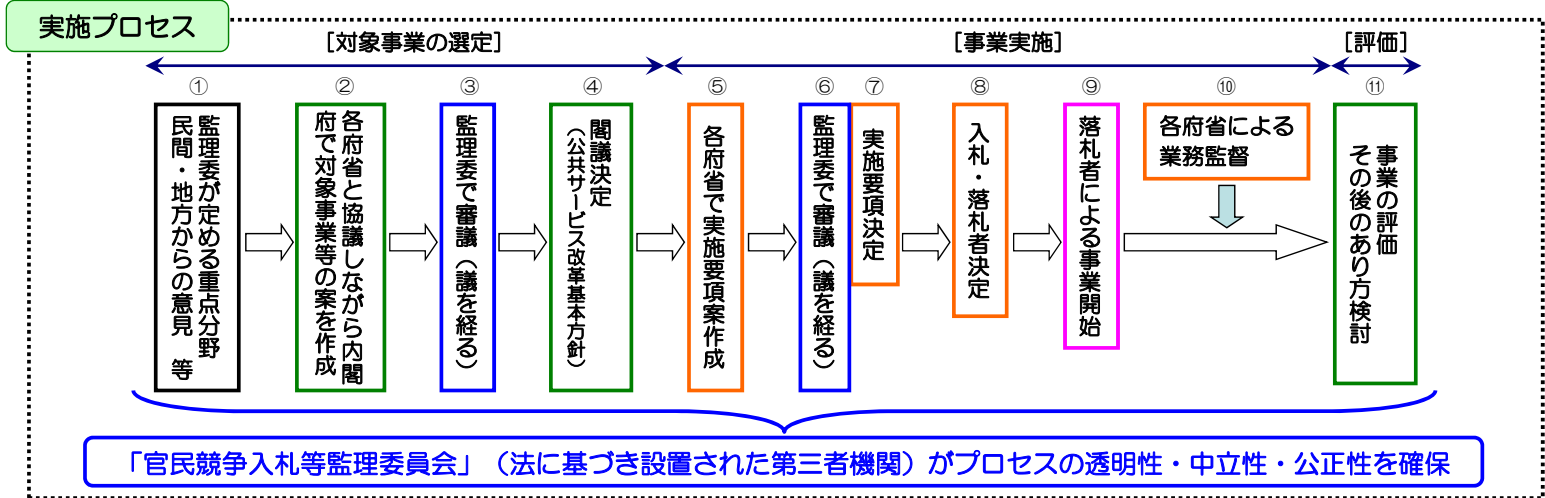 実施プロセス
[対象事業の選定]
[事業実施]
[評価]
①
監理委が定める重点分野
民間・地方からの意見 等
②
各府省と協議しながら内閣
府で対象事業等の案を作成
③
監理委で審議（議を経る）
④
閣議決定
（公共サービス改革基本方針）
⑤
各府省で実施要項案作成
⑥
監理委で審議（議を経る）
⑦
実施要項決定
⑧
入札・落札者決定
⑨
落札者による事業開始
⑩
各府省による
業務監督
⑪
事業の評価
その後のあり方検討
「官民競争入札等監理委員会」（法に基づき設置された第三者機関）がプロセスの透明性・中立性・公正性を確保